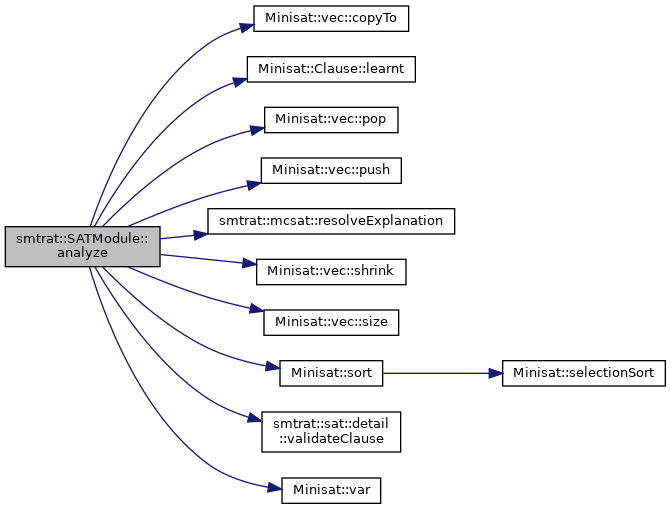 Minisat::vec::copyTo
Minisat::Clause::learnt
Minisat::vec::pop
Minisat::vec::push
smtrat::SATModule::
analyze
smtrat::mcsat::resolveExplanation
Minisat::vec::shrink
Minisat::vec::size
Minisat::sort
Minisat::selectionSort
smtrat::sat::detail
::validateClause
Minisat::var